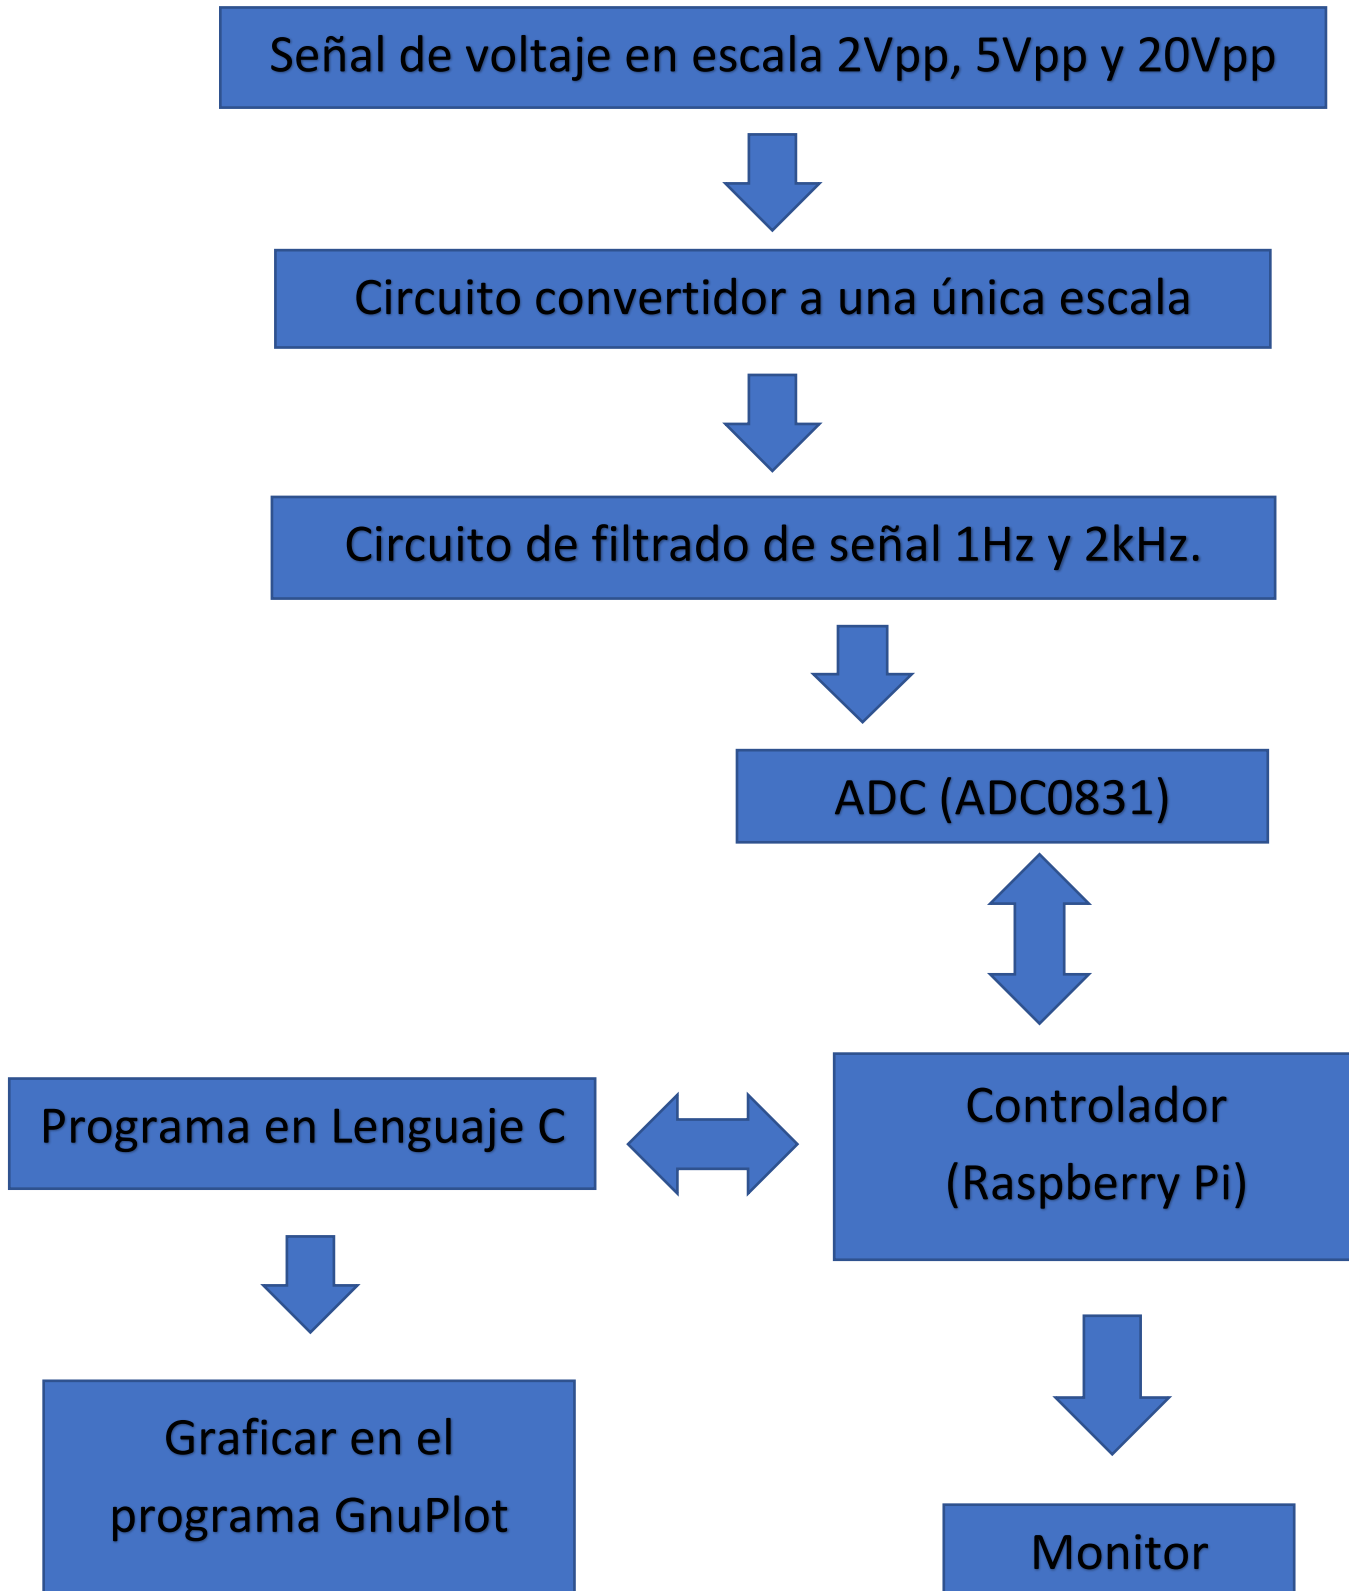 Señal de voltaje en escala 2Vpp, 5Vpp y 20Vpp
Circuito convertidor a una única escala
Circuito de filtrado de señal 1Hz y 2kHz.
ADC (ADC0831)
Programa en Lenguaje C
Controlador
(Raspberry Pi)
Graficar en el
programa GnuPlot
Monitor